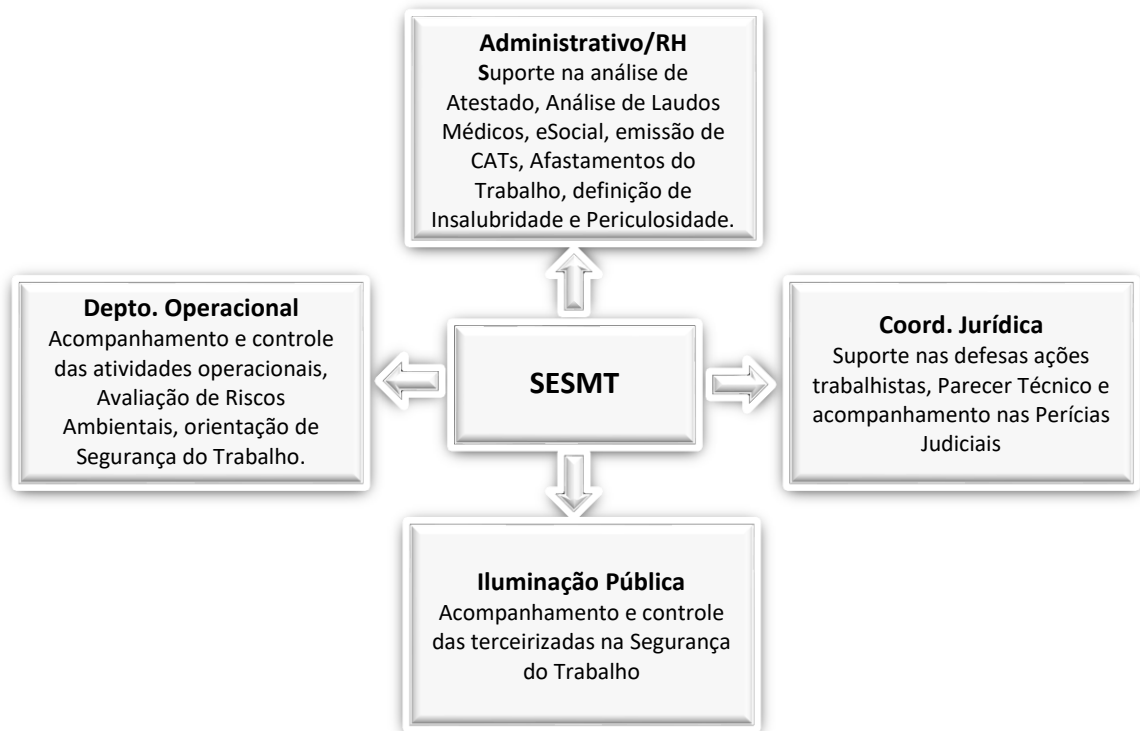 Administrativo/RH
Suporte na análise de
Atestado, Análise de Laudos
Médicos, eSocial, emissão de
CATs, Afastamentos do
Trabalho, definição de
Insalubridade e Periculosidade.
Depto. Operacional
Acompanhamento e controle
das atividades operacionais,
Avaliação de Riscos
Ambientais, orientação de
Segurança do Trabalho.
SESMT
Coord. Jurídica
Suporte nas defesas ações
trabalhistas, Parecer Técnico e
acompanhamento nas Perícias
Judiciais
Iluminação Pública
Acompanhamento e controle
das terceirizadas na Segurança
do Trabalho